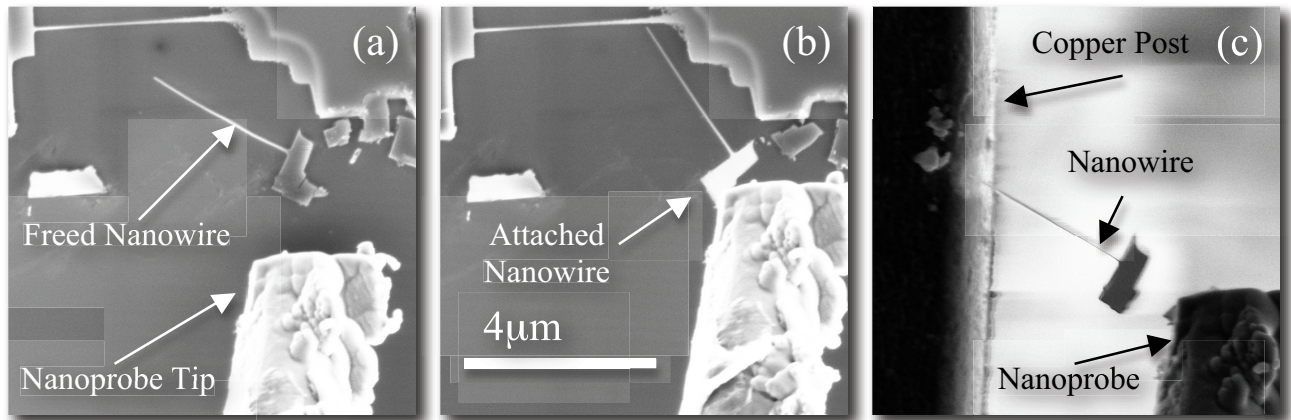 (a)
Freed Nanowire
Nanoprobe Tip
(b)
Attached
Nanowire
4μm
(c)
Copper Post
Nanowire
Nanoprobe